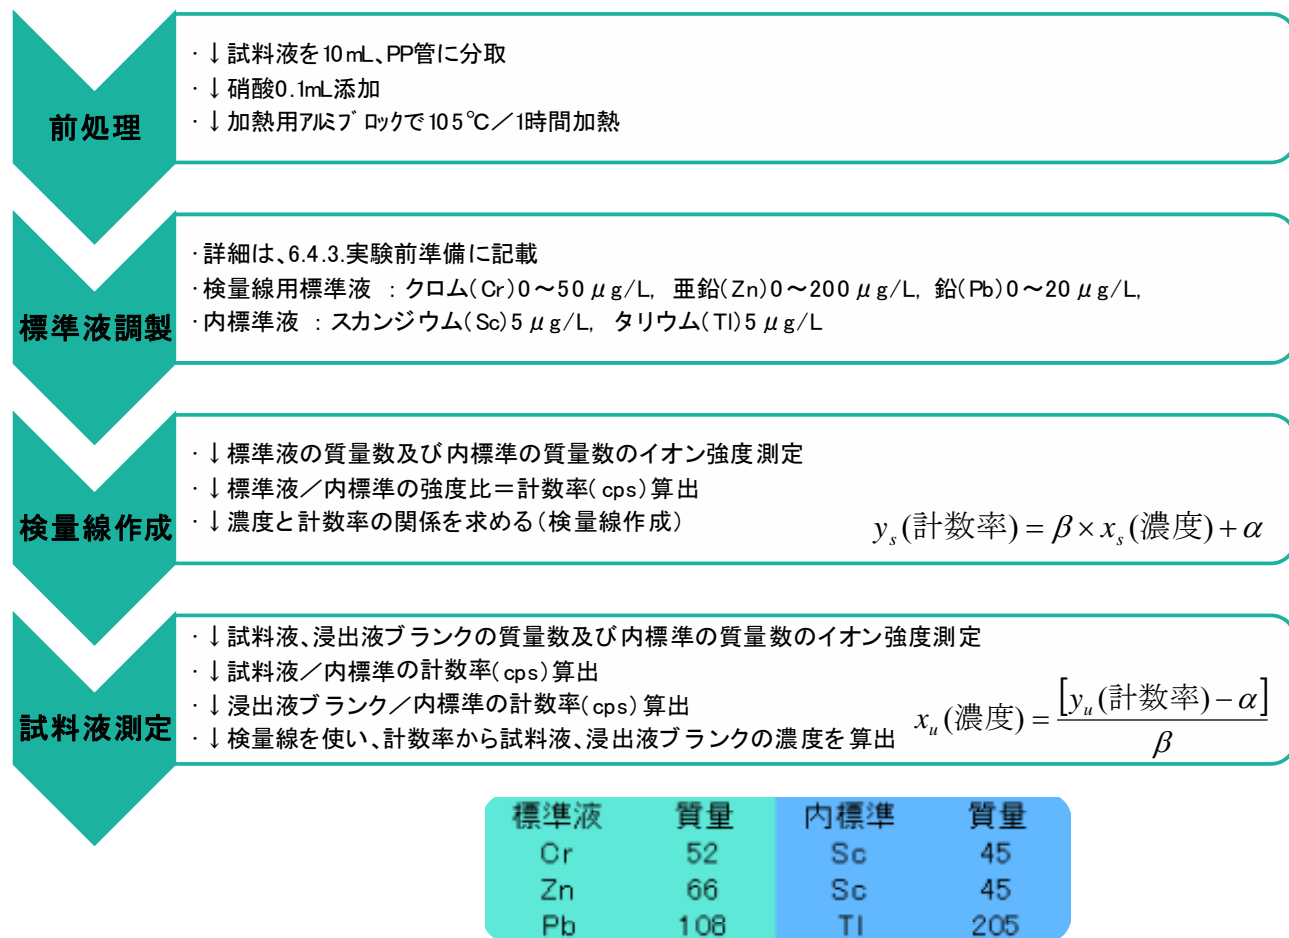 前処理
・↓試料液を10mL、PP管に分取
・↓硝酸0.1mL添加
・↓加熱用アルミブロックで105℃／1時間加熱
標準液調製
・詳細は、6.4.3.実験前準備に記載
・検量線用標準液 ： クロム(Cr)0～50μg/L, 亜鉛(Zn)0～200μg/L, 鉛(Pb)0～20μg/L,
・内標準液 ： スカンジウム(Sc)5μg/L, タリウム(Tl)5μg/L
検量線作成
・↓標準液の質量数及び内標準の質量数のイオン強度測定
・↓標準液／内標準の強度比＝計数率(cps)算出
・↓濃度と計数率の関係を求める(検量線作成)
y_s(計数率) = β × x_s(濃度) + α
試料液測定
・↓試料液、浸出液ブランクの質量数及び内標準の質量数のイオン強度測定
・↓試料液／内標準の計数率(cps)算出
・↓浸出液ブランク／内標準の計数率(cps)算出
・↓検量線を使い、計数率から試料液、浸出液ブランクの濃度を算出
x_u(濃度) = [y_u(計数率) − α] / β
標準液 質量 内標準 質量
Cr 52 Sc 45
Zn 66 Sc 45
Pb 108 Tl 205